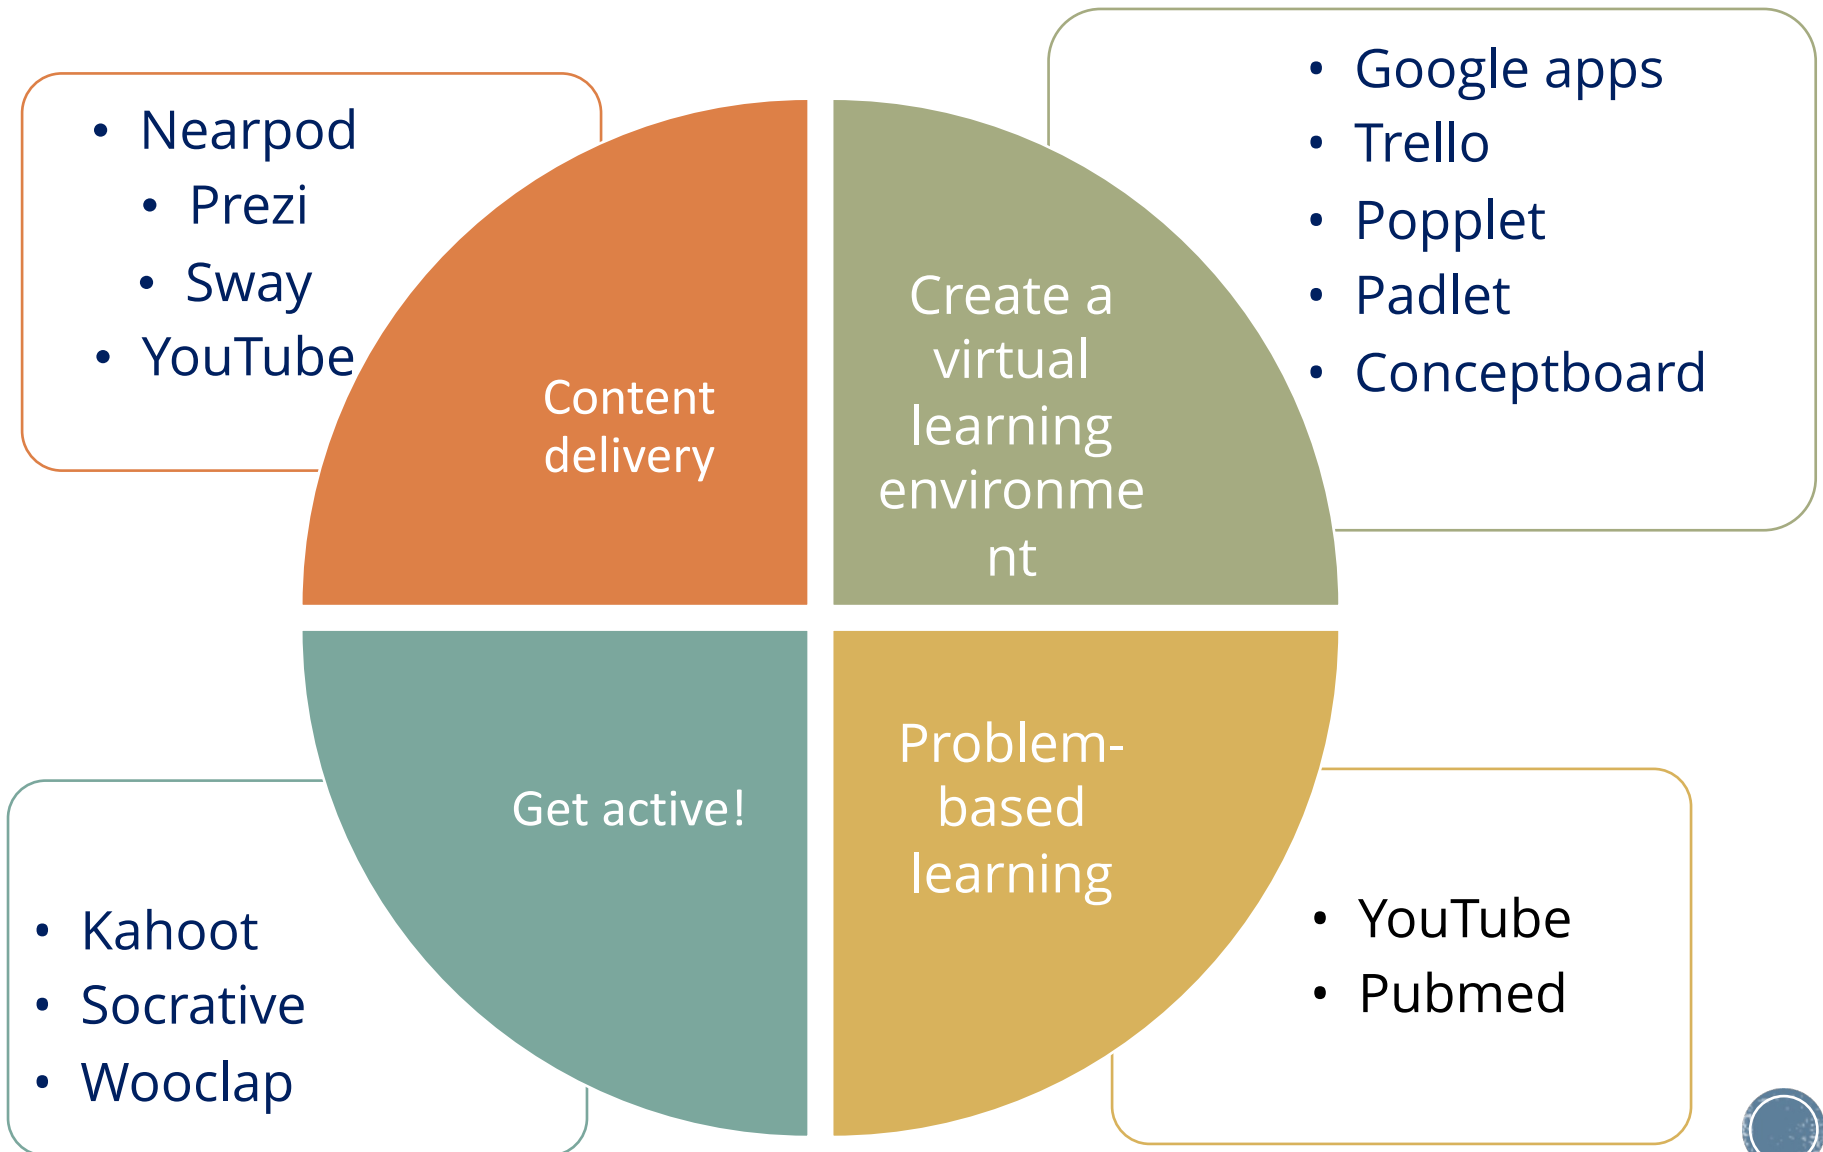 • Nearpod
• Prezi
• Sway
• YouTube
Content
delivery
• Google apps
• Trello
• Popplet
• Padlet
• Conceptboard
Create a
virtual
learning
environme
nt
Get active!
• Kahoot
• Socrative
• Wooclap
Problem-
based
learning
• YouTube
• Pubmed